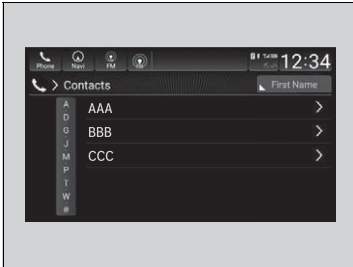 Phone Navi FM
12:34
Contacts
First Name
A
D
G
J
M
P
T
W
#
AAA
BBB
CCC